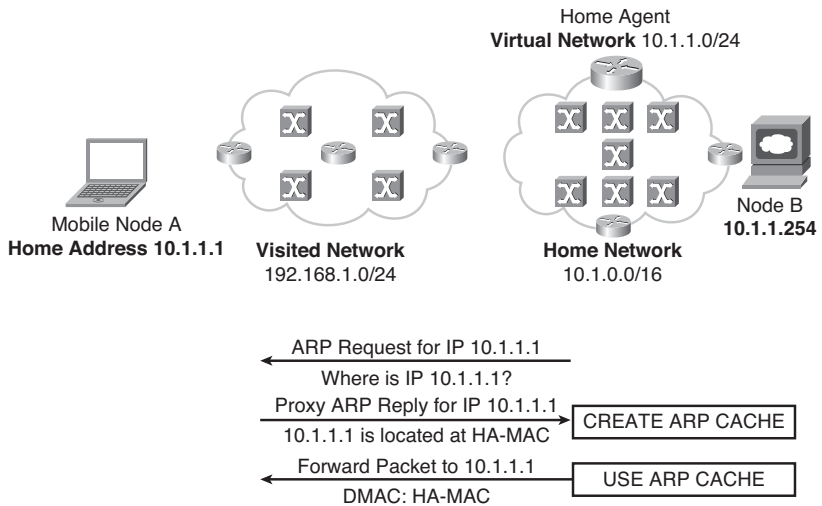 Home Agent
Virtual Network 10.1.1.0/24
Mobile Node A
Home Address 10.1.1.1
Visited Network
192.168.1.0/24
Home Network
10.1.0.0/16
Node B
10.1.1.254
ARP Request for IP 10.1.1.1
Where is IP 10.1.1.1?
Proxy ARP Reply for IP 10.1.1.1
10.1.1.1 is located at HA-MAC
CREATE ARP CACHE
Forward Packet to 10.1.1.1
DMAC: HA-MAC
USE ARP CACHE